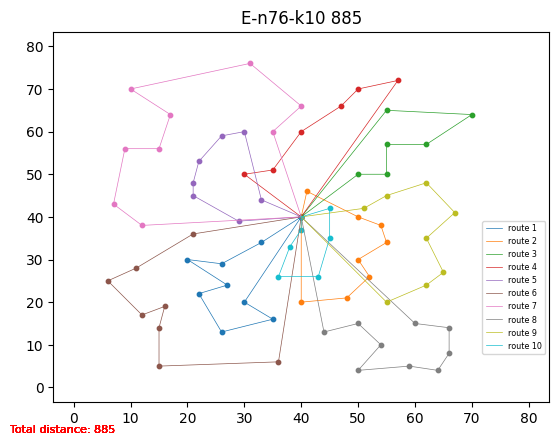 E-n76-k10 885
80
70
60
50
40
30
20
10
0
route 1
route 2
route 3
route 4
route 5
route 6
route 7
route 8
route 9
route 10
0 10 20 30 40 50 60 70 80
Total distance: 885